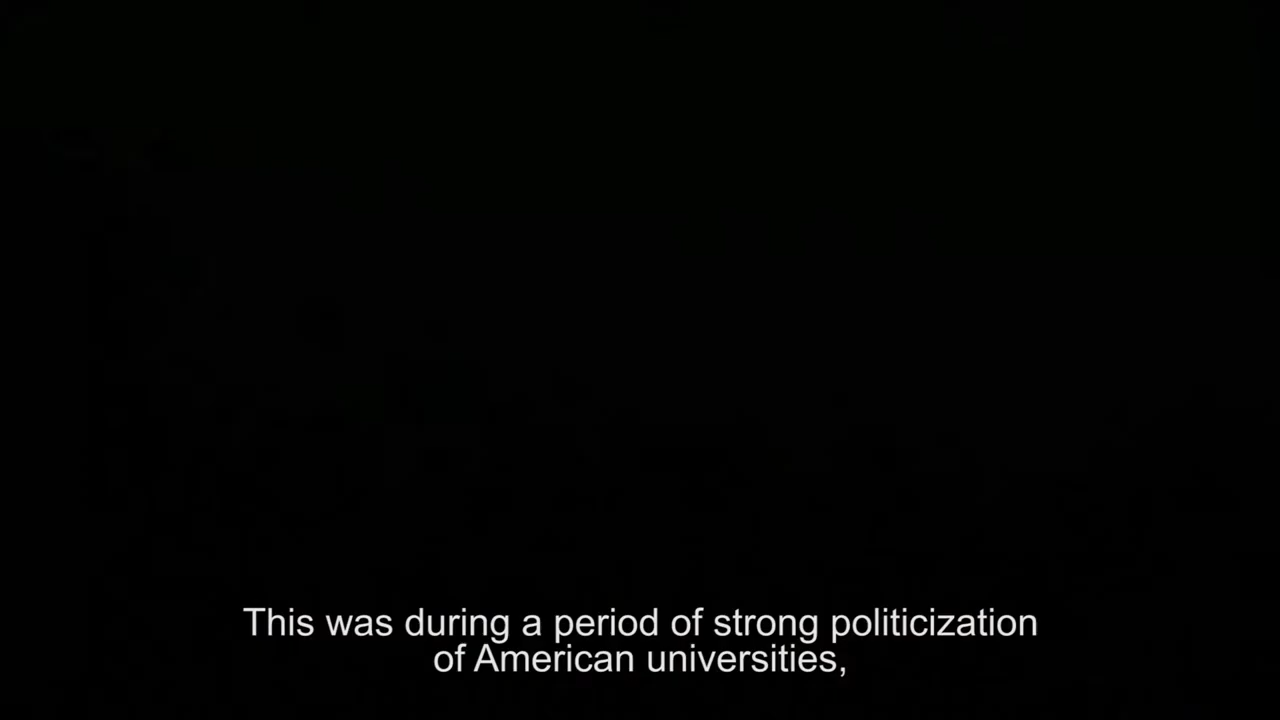 This was during a period of strong politicization
of American universities,